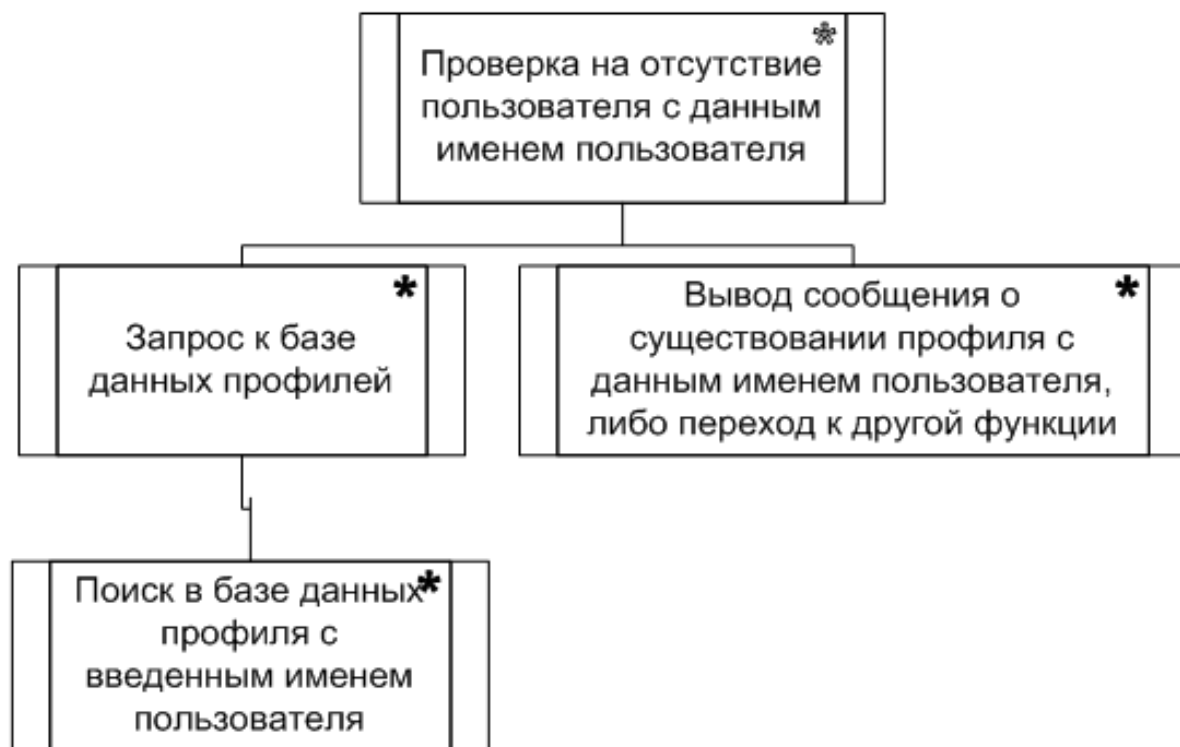 Проверка на отсутствие
пользователя с данным
именем пользователя
*
Запрос к базе
данных профилей
*
Вывод сообщения о
существовании профиля с
данным именем пользователя,
либо переход к другой функции
*
Поиск в базе данных
профиля с
введенным именем
пользователя
*